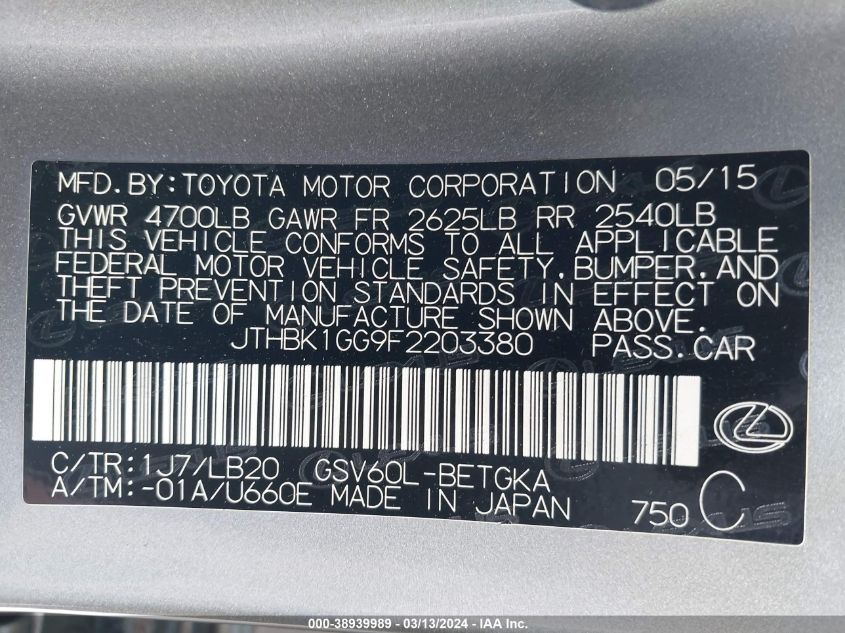 MFD.BY:TOYOTA MOTOR CORPORATION 05/15
GVWR 4700LB GAWR FR 2625LB RR 2540LB
THIS VEHICLE CONFORMS TO ALL APPLICABLE
FEDERAL MOTOR VEHICLE SAFETY,BUMPER,AND
THEFT PREVENTION STANDARDS IN EFFECT ON
THE DATE OF MANUFACTURE SHOWN ABOVE.
JTHBK1GG9F2203380 PASS.CAR
C/TR:1J7/LB20 GSV60L-BETGKA
A/TM:-01A/U660E MADE IN JAPAN 750 C
000-38939989 - 03/13/2024 - IAA Inc.